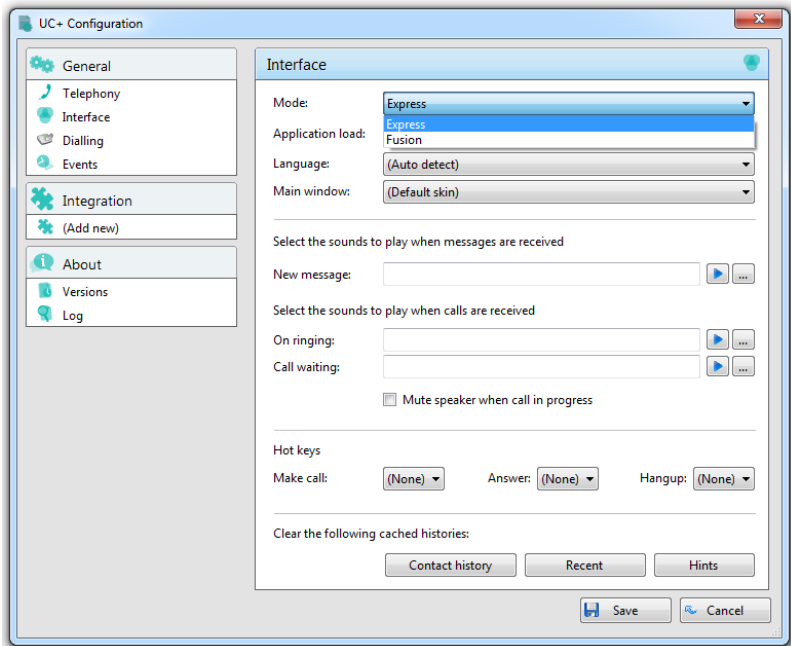 UC+ Configuration
General
Telephony
Interface
Dialling
Events
Integration
(Add new)
About
Versions
Log
Interface
Mode: Express
Express
Application load:
Fusion
Language: (Auto detect)
Main window: (Default skin)
Select the sounds to play when messages are received
New message: ...
Select the sounds to play when calls are received
On ringing: ...
Call waiting: ...
Mute speaker when call in progress
Hot keys
Make call: (None) Answer: (None) Hangup: (None)
Clear the following cached histories:
Contact history Recent Hints
Save Cancel